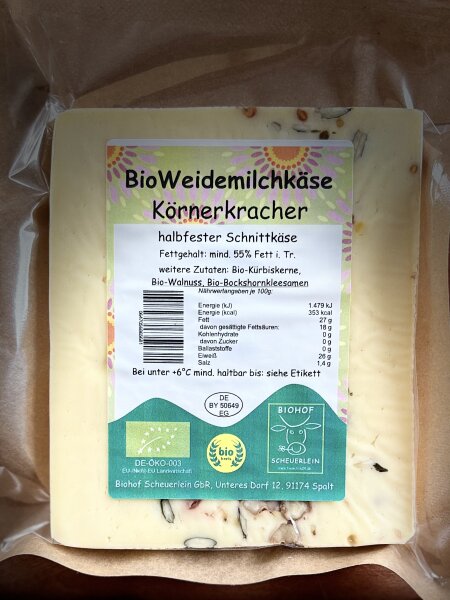 BioWeidemilchkäse
Körnerkracher
halbfester Schnittkäse
Fettgehalt: mind. 55% Fett i. Tr.
weitere Zutaten: Bio-Kürbiskerne,
Bio-Walnuss, Bio-Bockshornkleesamen
Nährwertangaben je 100g:
Energie (kJ) 1.479 kJ
Energie (kcal) 353 kcal
Fett 27 g
davon gesättigte Fettsäuren: 18 g
Kohlenhydrate 0 g
davon Zucker 0 g
Ballaststoffe 0 g
Eiweiß 26 g
Salz 1,4 g
Bei unter +6°C mind. haltbar bis: siehe Etikett
DE
BY 50649
EG
BIOHOF
SCHEUERLEIN
bio
DE-ÖKO-003
EU-/Nicht-EU Landwirtschaft
Biohof Scheuerlein GbR, Unteres Dorf 12, 91174 Spalt